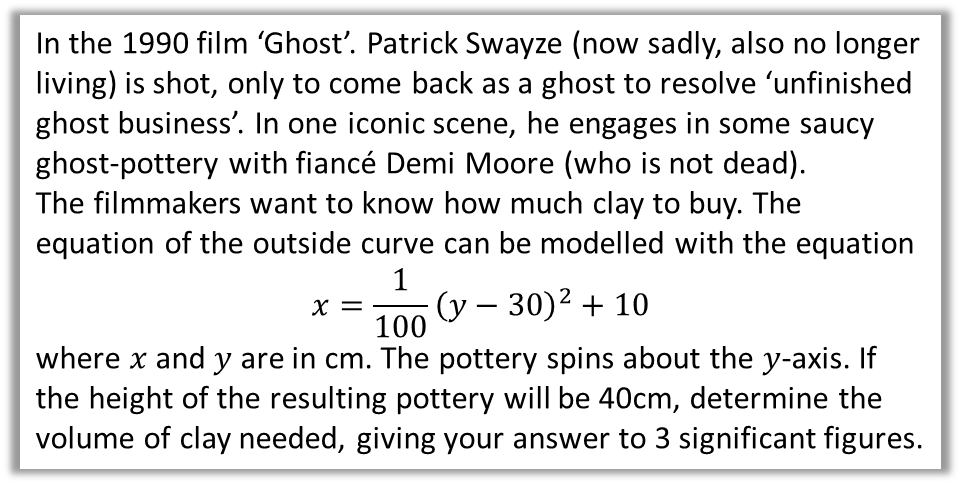 In the 1990 film ‘Ghost’. Patrick Swayze (now sadly, also no longer
living) is shot, only to come back as a ghost to resolve ‘unfinished
ghost business’. In one iconic scene, he engages in some saucy
ghost-pottery with fiancé Demi Moore (who is not dead).
The filmmakers want to know how much clay to buy. The
equation of the outside curve can be modelled with the equation
x = 1/100 (y − 30)² + 10
where x and y are in cm. The pottery spins about the y-axis. If
the height of the resulting pottery will be 40cm, determine the
volume of clay needed, giving your answer to 3 significant figures.